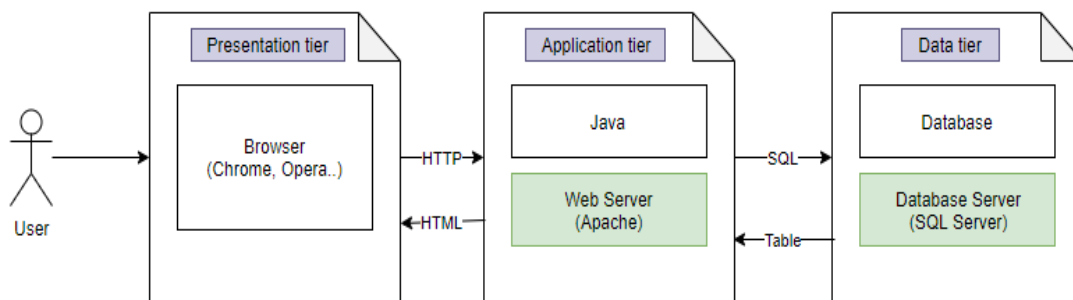 Presentation tier
Application tier
Data tier
Browser
(Chrome, Opera..)
Java
Database
HTTP
SQL
Web Server
(Apache)
Database Server
(SQL Server)
HTML
Table
User